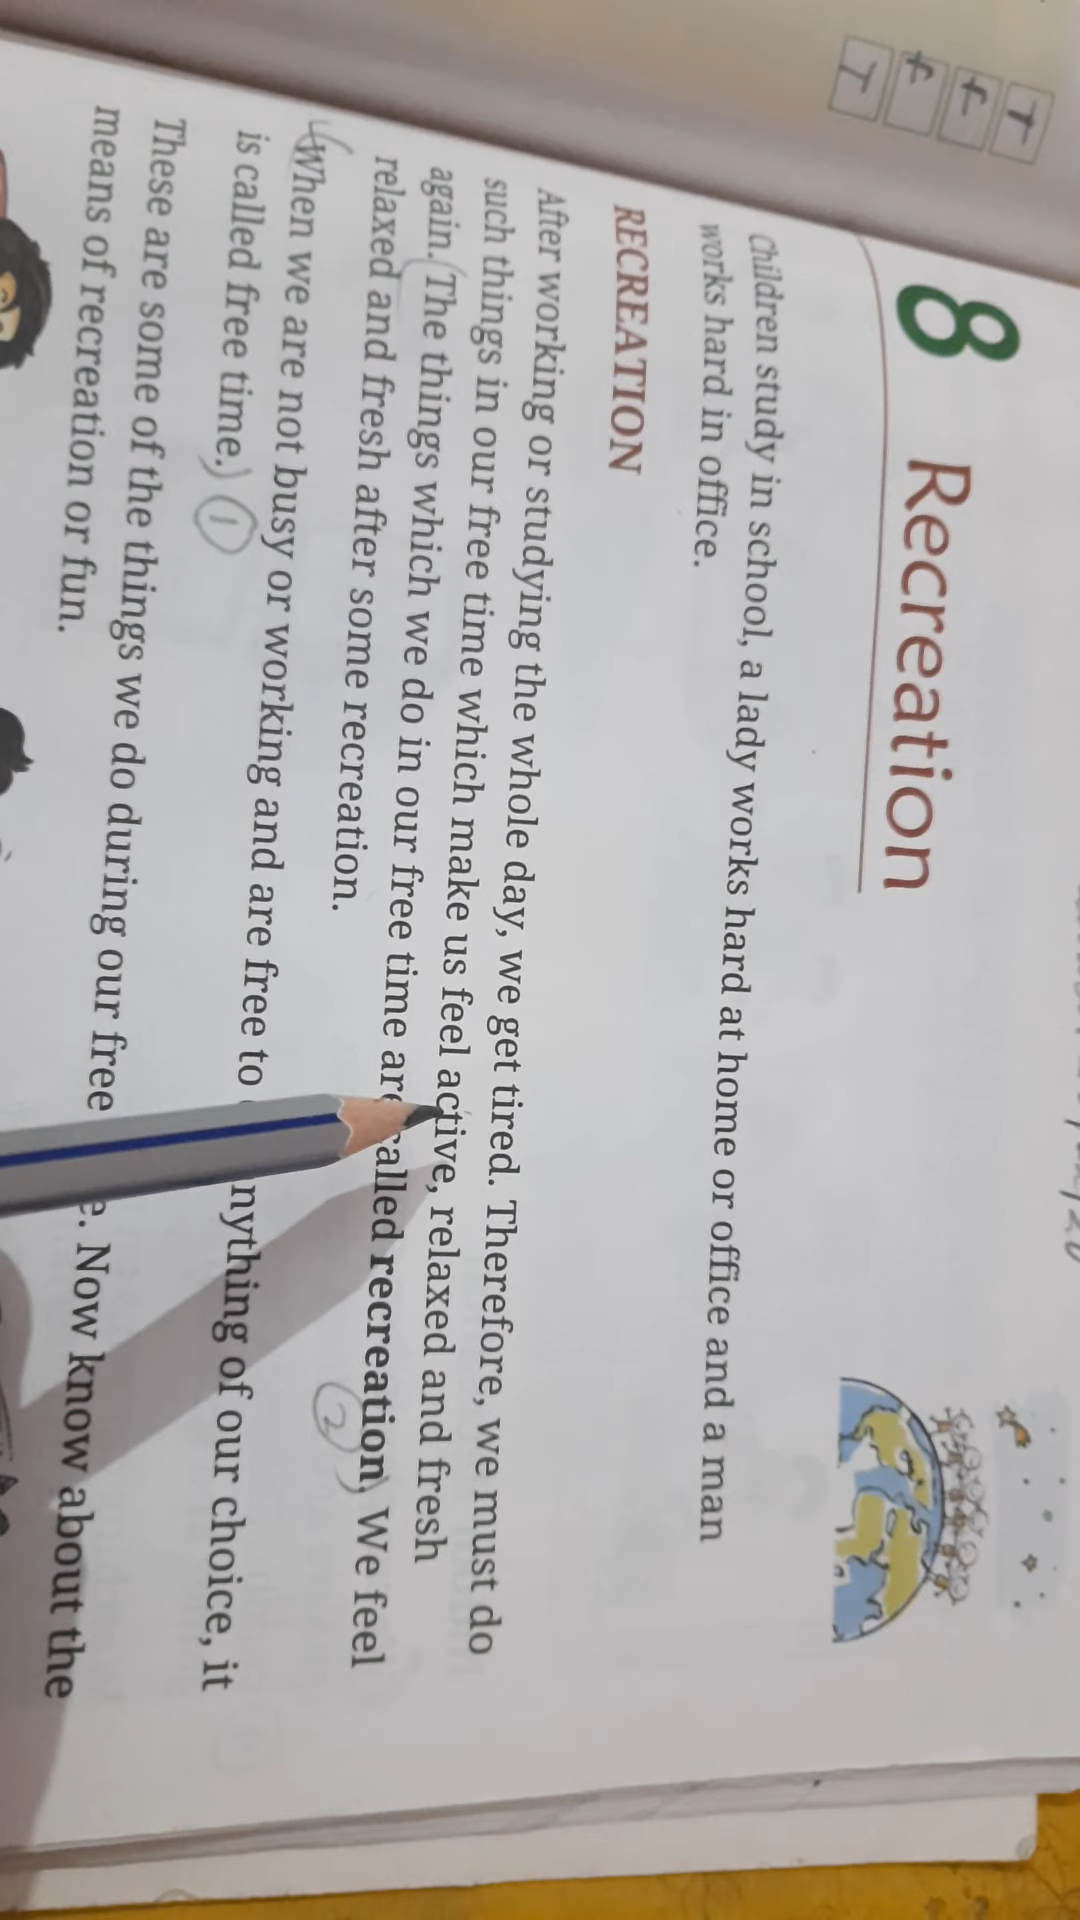 T
f
f
T
8 Recreation
Children study in school, a lady works hard at home or office and a man
works hard in office.
RECREATION
After working or studying the whole day, we get tired. Therefore, we must do
such things in our free time which make us feel active, relaxed and fresh
again. (The things which we do in our free time are called recreation.) We feel
relaxed and fresh after some recreation.
2
(When we are not busy or working and are free to nything of our choice, it
is called free time.) 1
These are some of the things we do during our free e. Now know about the
means of recreation or fun.